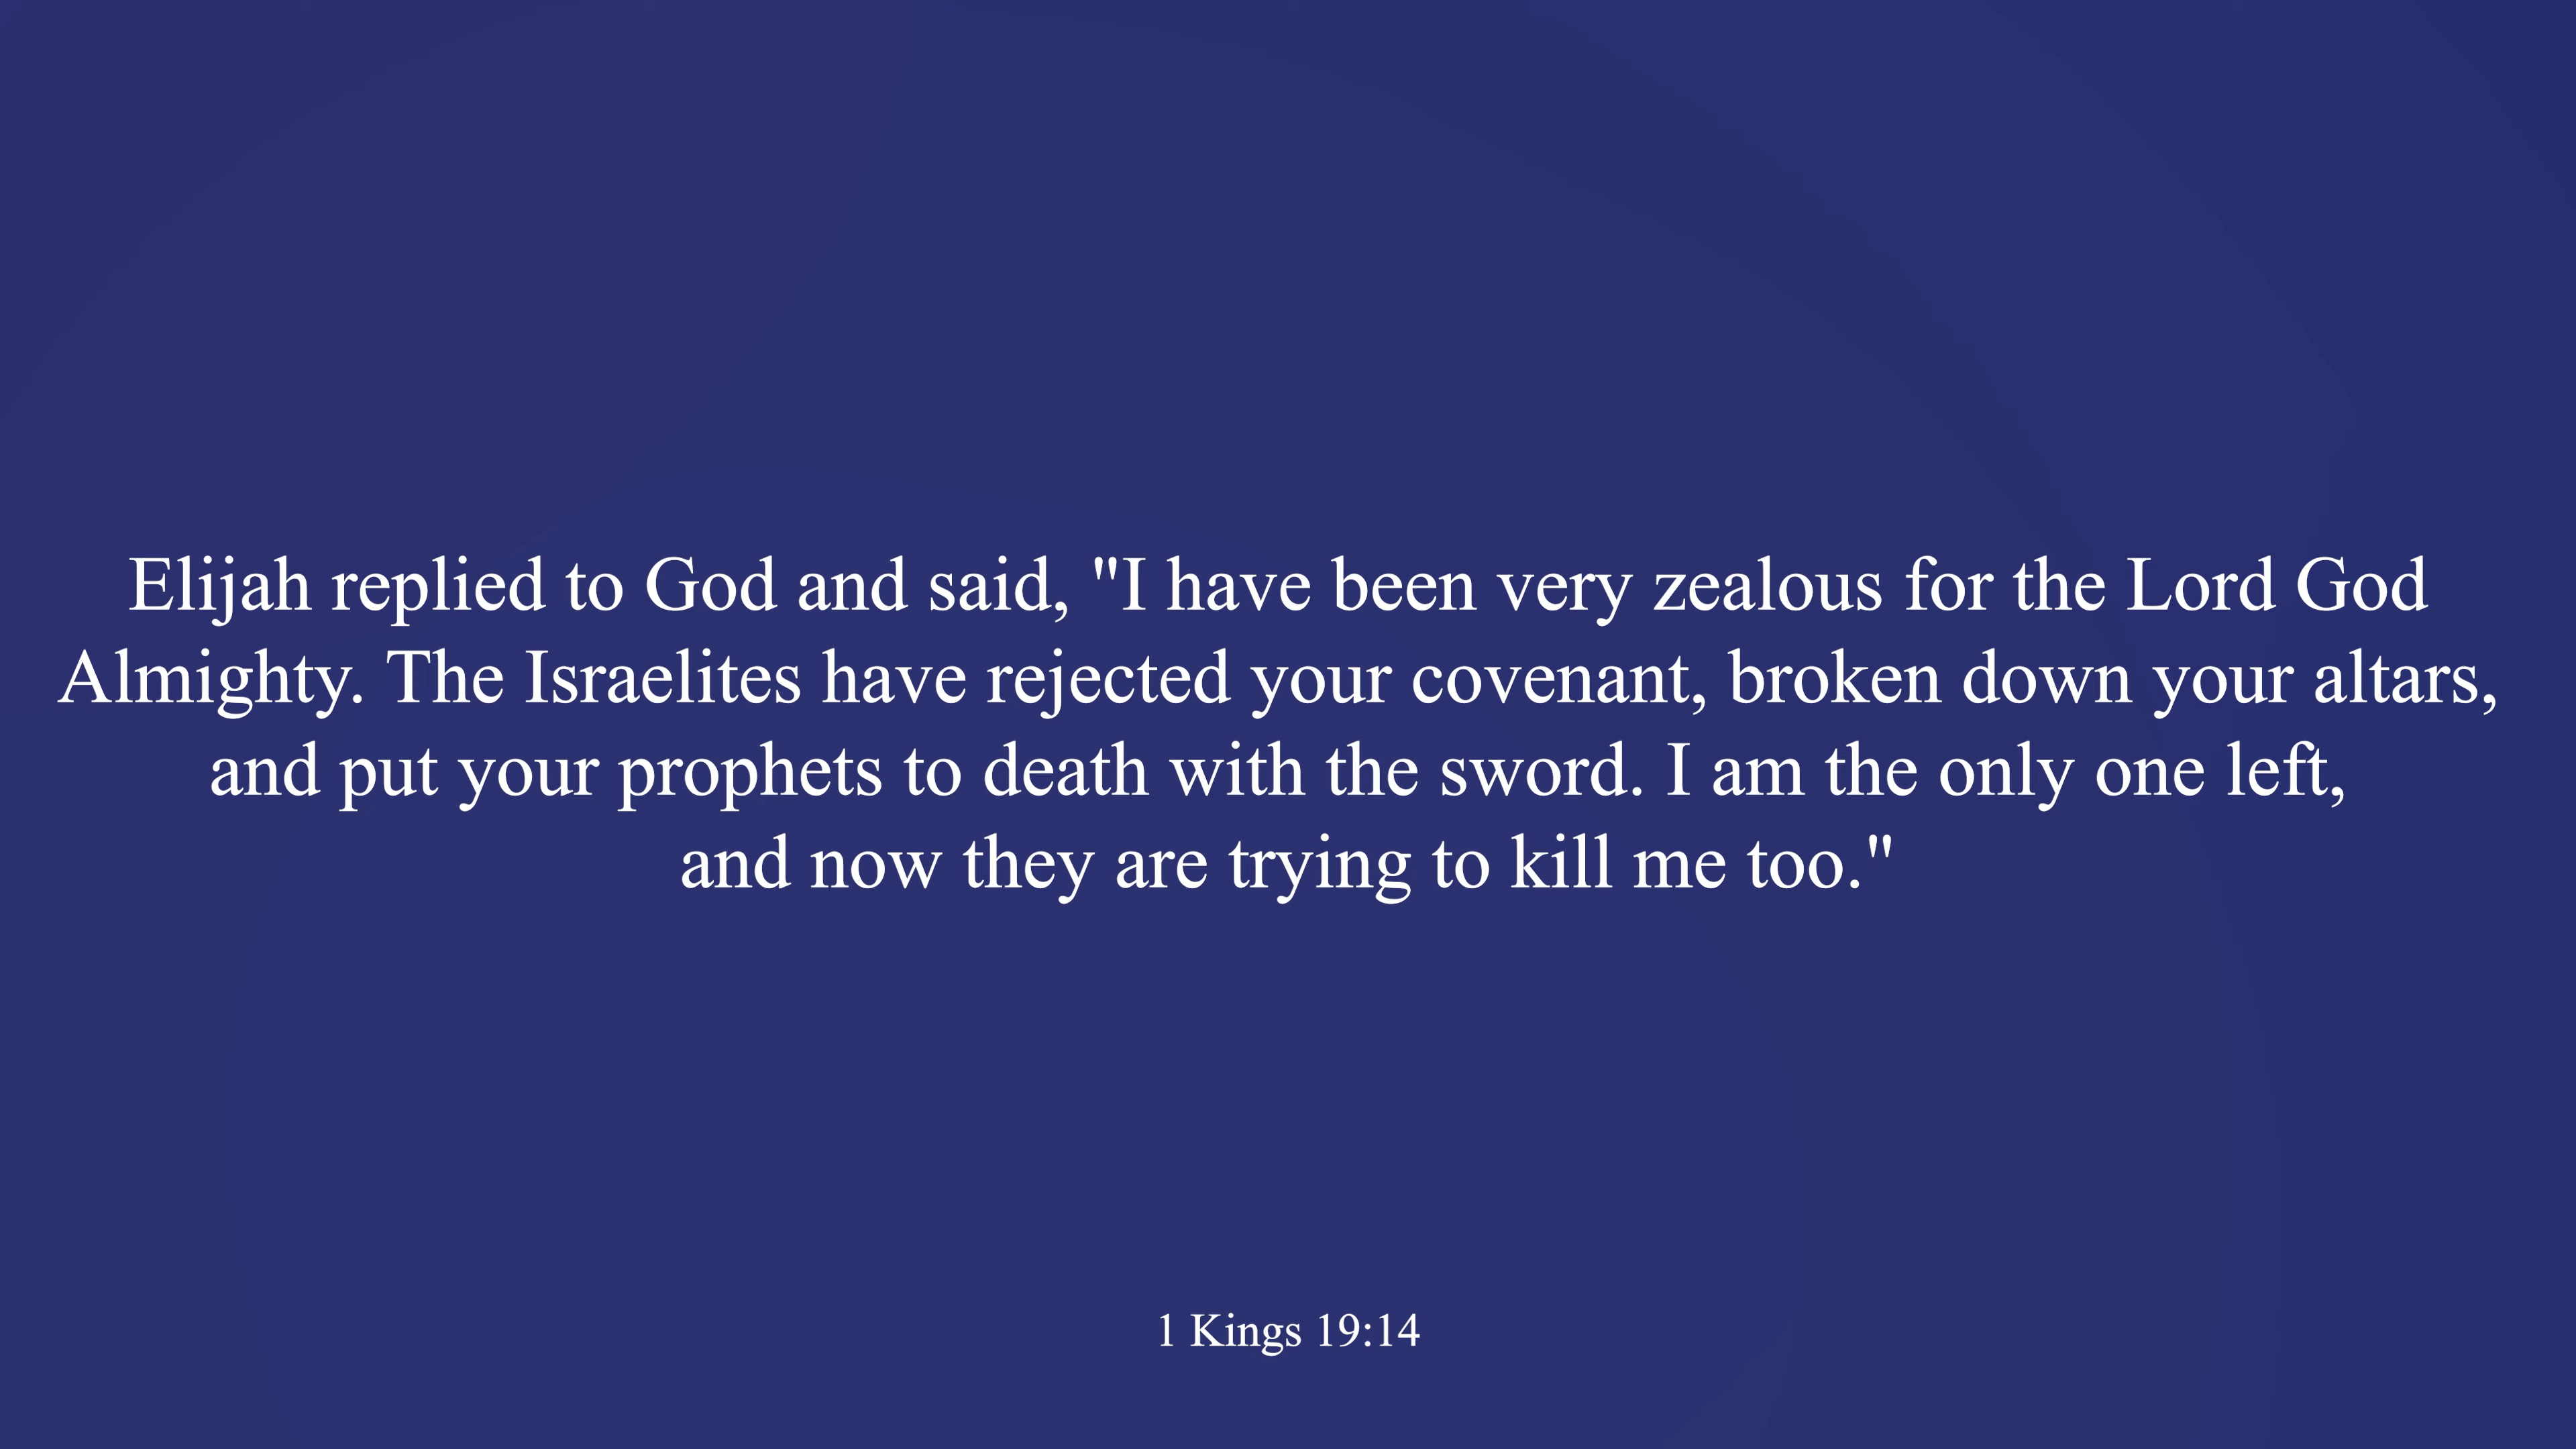 Elijah replied to God and said, "I have been very zealous for the Lord God
Almighty. The Israelites have rejected your covenant, broken down your altars,
and put your prophets to death with the sword. I am the only one left,
and now they are trying to kill me too."
1 Kings 19:14